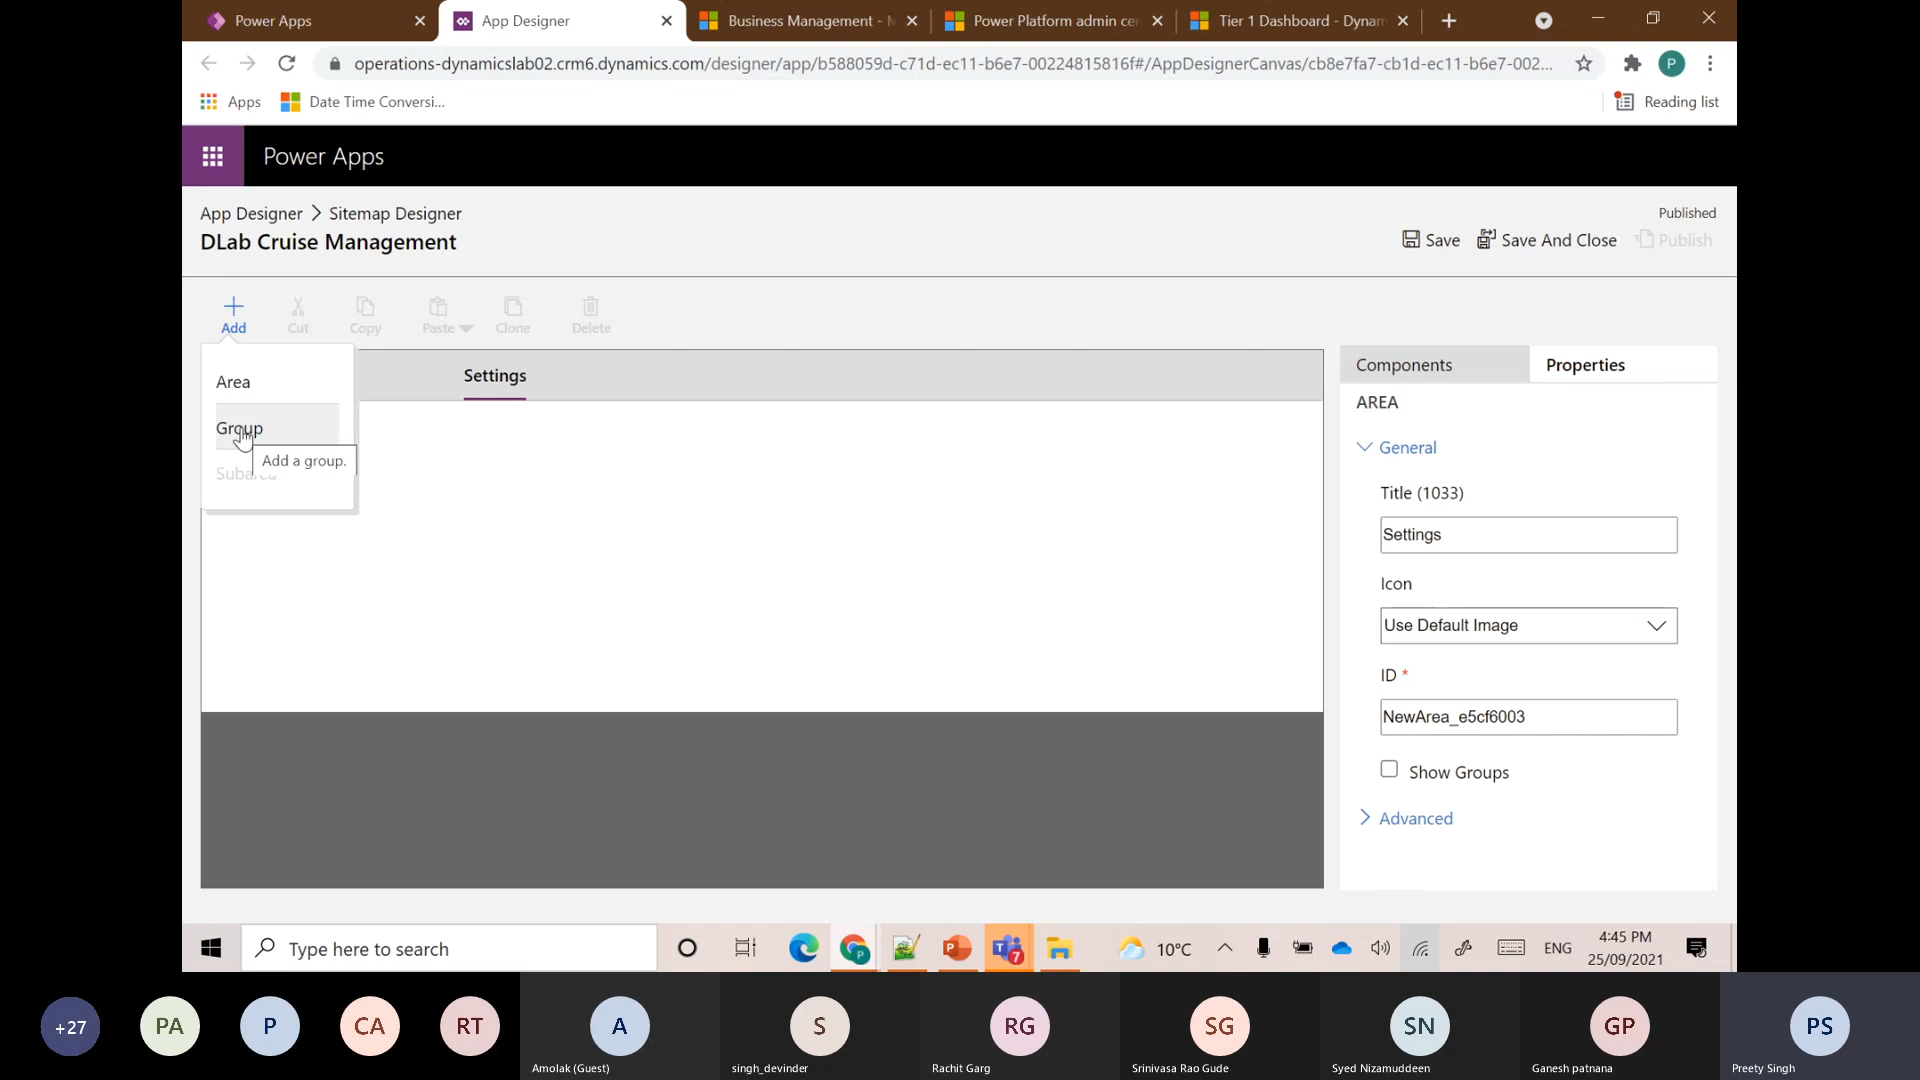 Power Apps
App Designer
Business Management - M
Power Platform admin cen
Tier 1 Dashboard - Dynam
operations-dynamicslab02.crm6.dynamics.com/designer/app/b588059d-c71d-ec11-b6e7-00224815816f#/AppDesignerCanvas/cb8e7fa7-cb1d-ec11-b6e7-002...
P
Apps
Date Time Conversi...
Reading list
Power Apps
App Designer > Sitemap Designer
Published
DLab Cruise Management
Save
Save And Close
Publish
Add
Cut
Copy
Paste
Clone
Delete
Area
Group
Add a group.
Subarea
Settings
Components
Properties
AREA
General
Title (1033)
Settings
Icon
Use Default Image
ID *
NewArea_e5cf6003
Show Groups
Advanced
Type here to search
7
10°C
ENG
4:45 PM
25/09/2021
+27
PA
P
CA
RT
A
S
RG
SG
SN
GP
PS
Amolak (Guest)
singh_devinder
Rachit Garg
Srinivasa Rao Gude
Syed Nizamuddeen
Ganesh patnana
Preety Singh